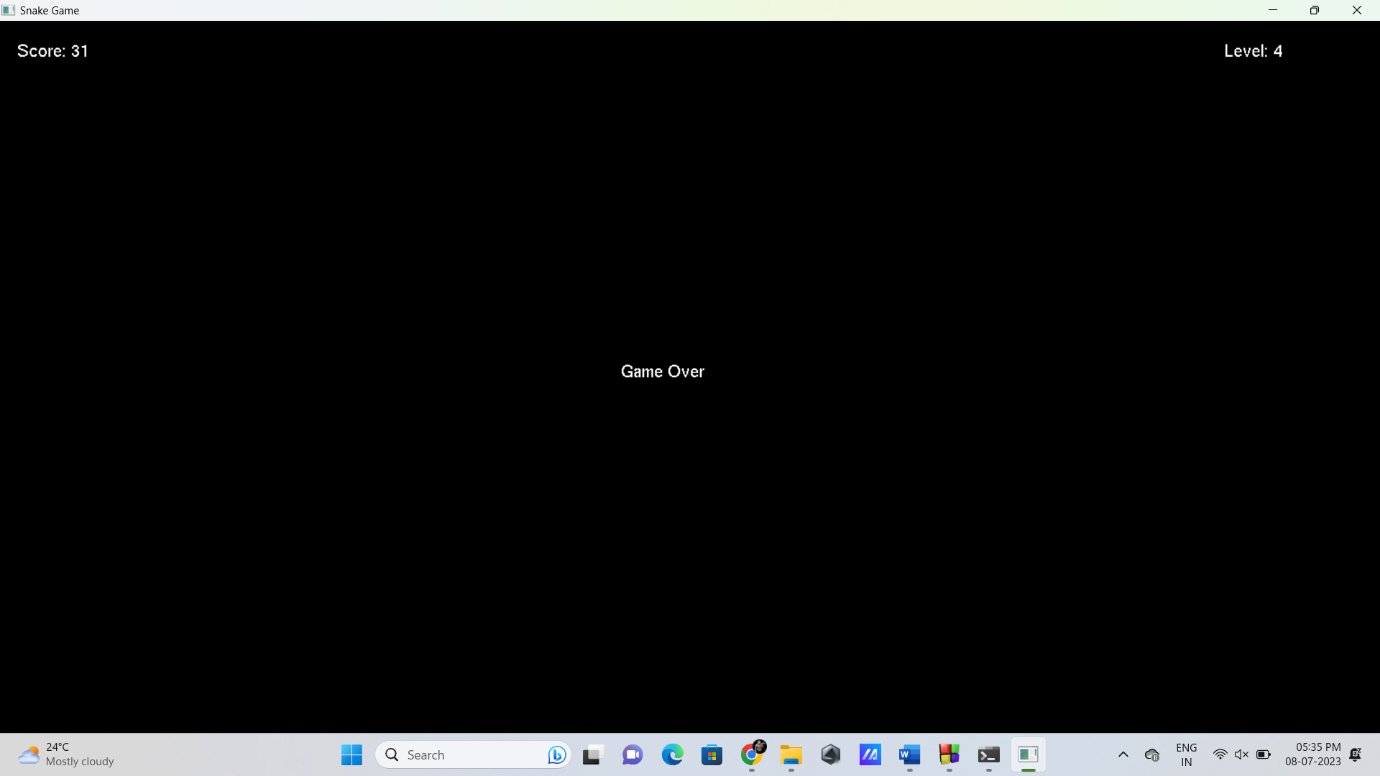 Snake Game
Score: 31
Level: 4
Game Over
24°C
Mostly cloudy
Search
ENG
IN
05:35 PM
08-07-2023